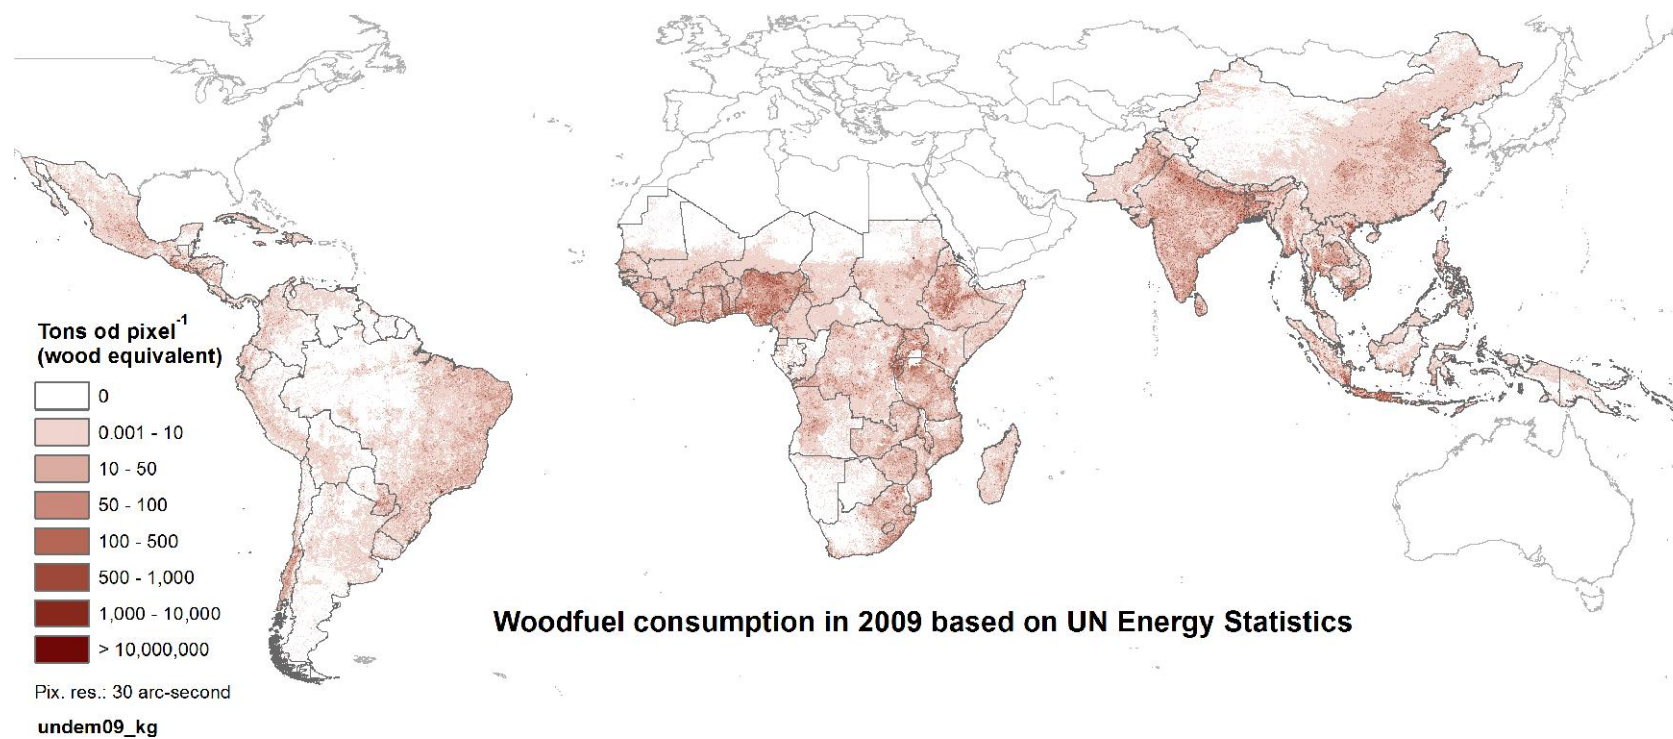 Tons od pixel-1
(wood equivalent)
0
0.001 - 10
10 - 50
50 - 100
100 - 500
500 - 1,000
1,000 - 10,000
> 10,000,000
Pix. res.: 30 arc-second
undem09_kg
Woodfuel consumption in 2009 based on UN Energy Statistics